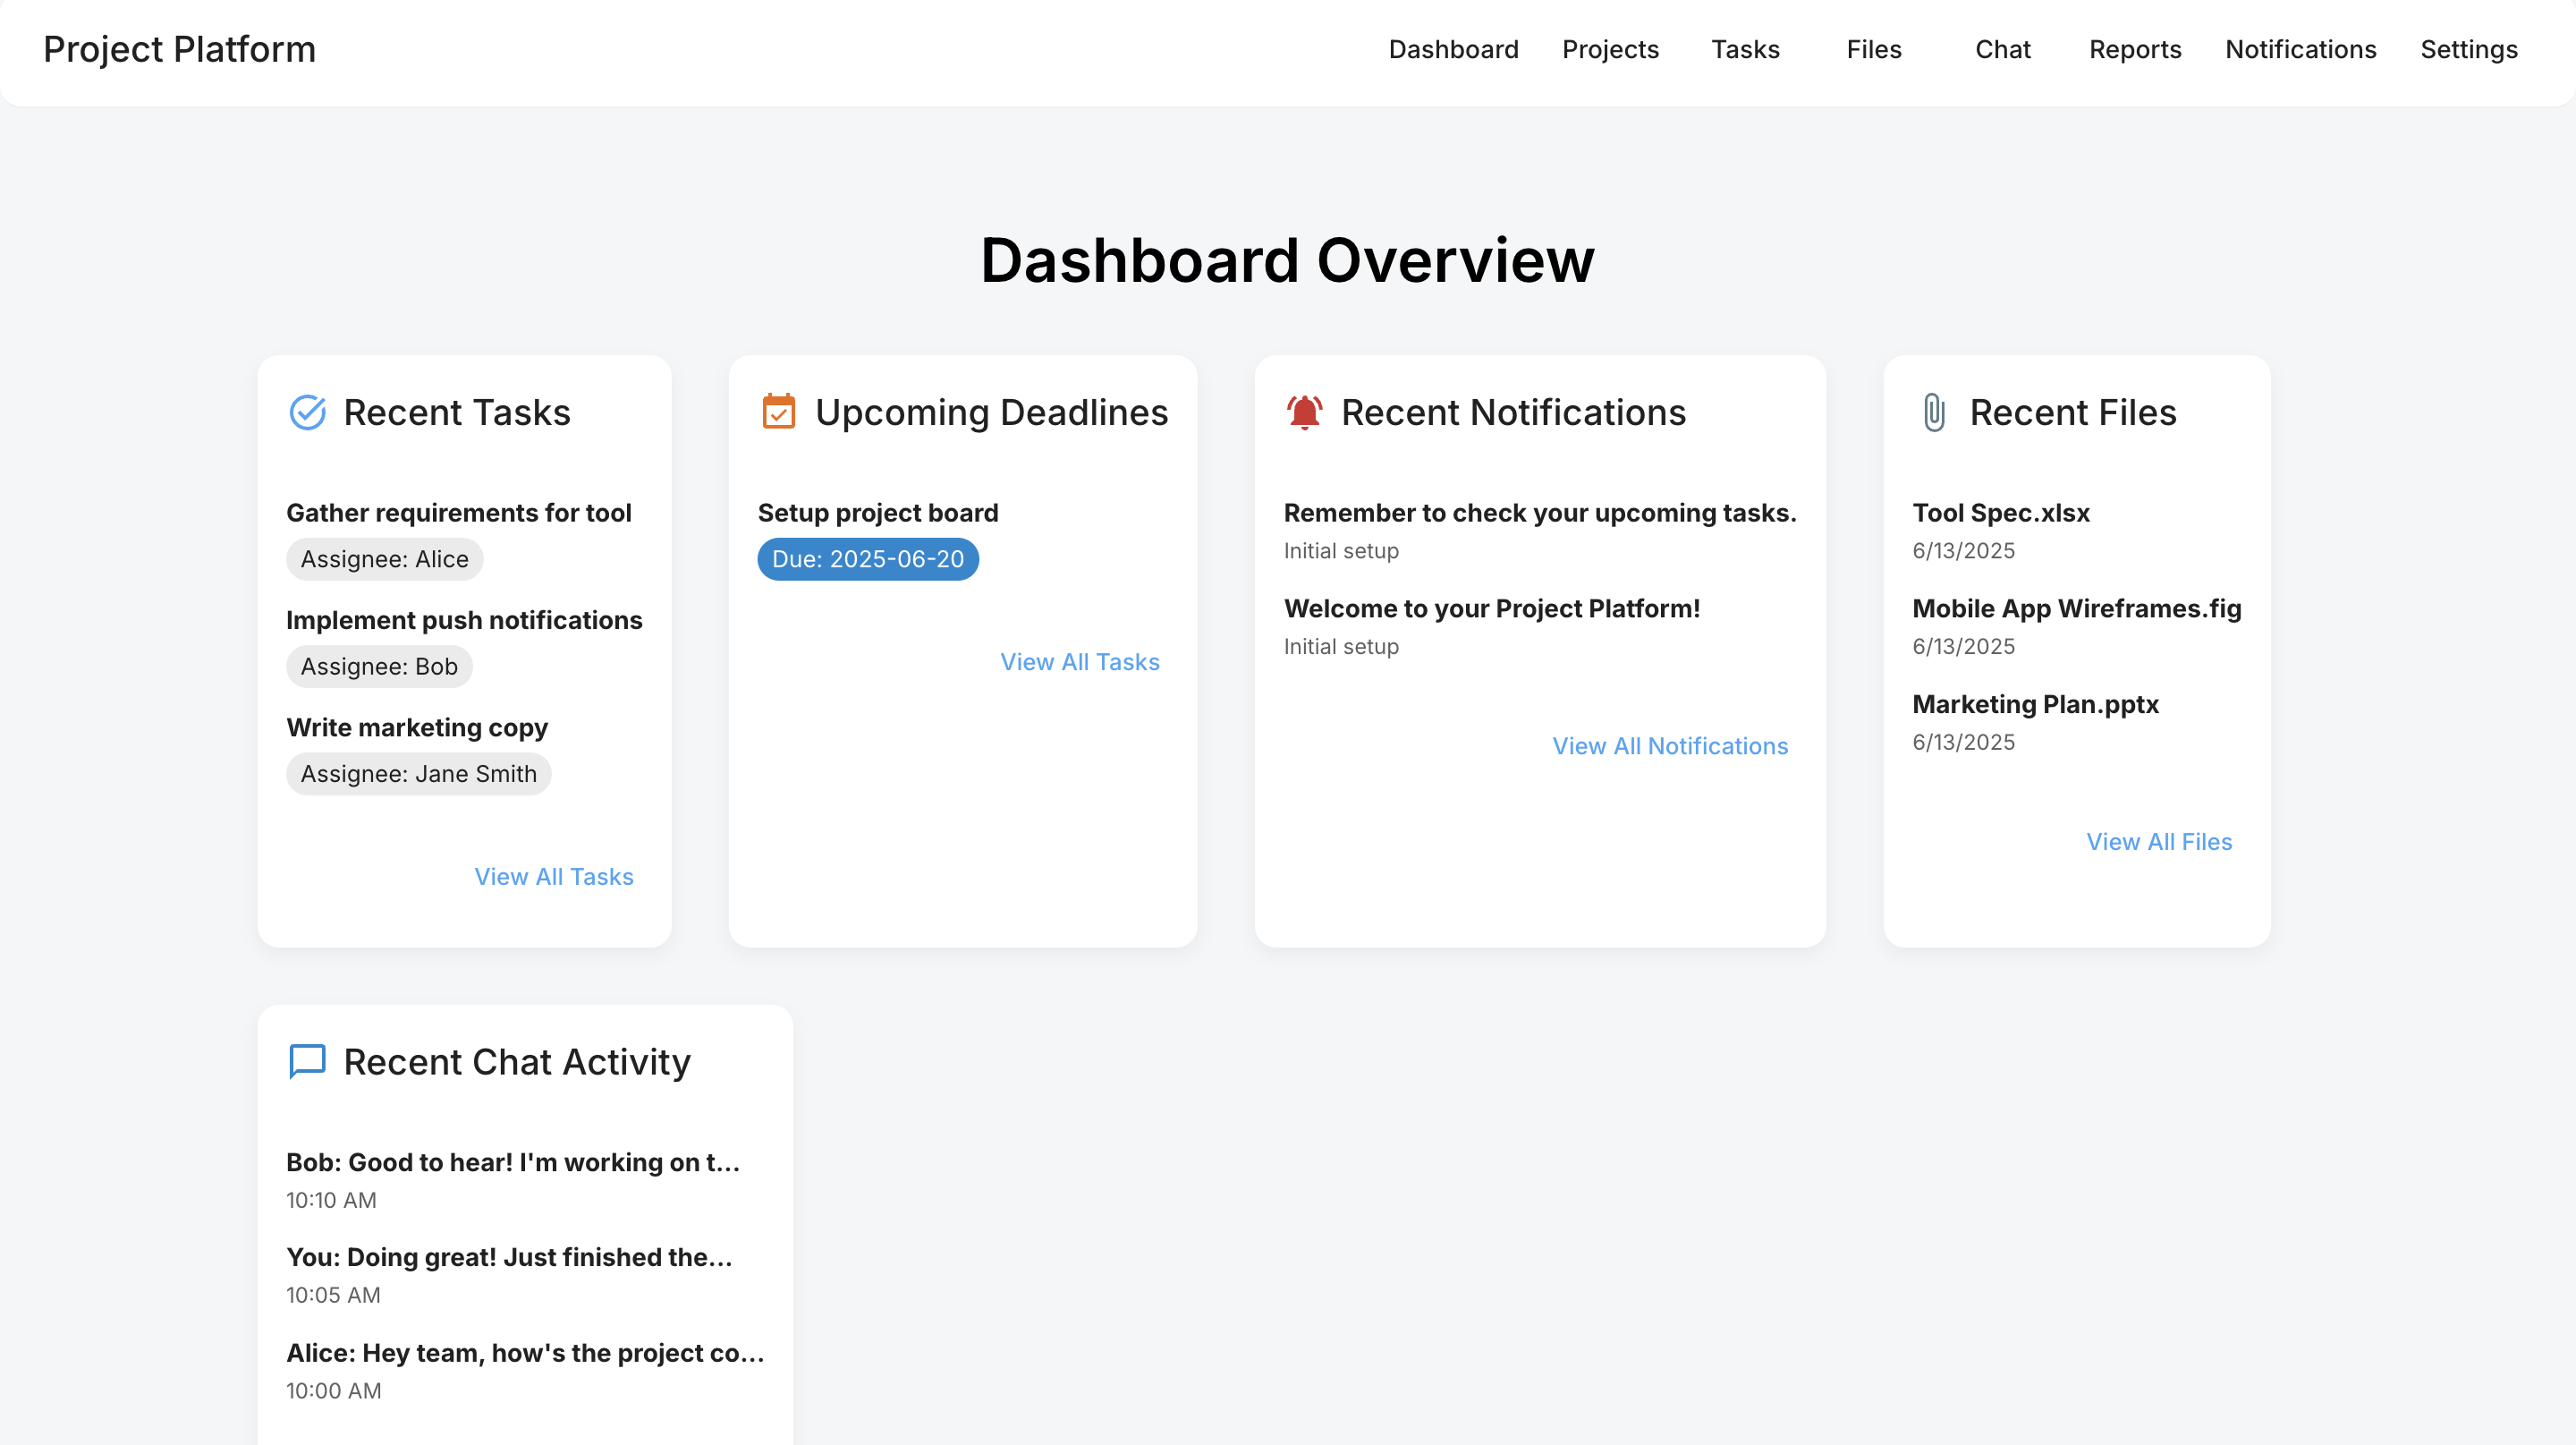 Project Platform
Dashboard Projects Tasks Files Chat Reports Notifications Settings
Dashboard Overview
Recent Tasks
Gather requirements for tool
Assignee: Alice
Implement push notifications
Assignee: Bob
Write marketing copy
Assignee: Jane Smith
View All Tasks
Upcoming Deadlines
Setup project board
Due: 2025-06-20
View All Tasks
Recent Notifications
Remember to check your upcoming tasks.
Initial setup
Welcome to your Project Platform!
Initial setup
View All Notifications
Recent Files
Tool Spec.xlsx
6/13/2025
Mobile App Wireframes.fig
6/13/2025
Marketing Plan.pptx
6/13/2025
View All Files
Recent Chat Activity
Bob: Good to hear! I'm working on t...
10:10 AM
You: Doing great! Just finished the...
10:05 AM
Alice: Hey team, how's the project co...
10:00 AM